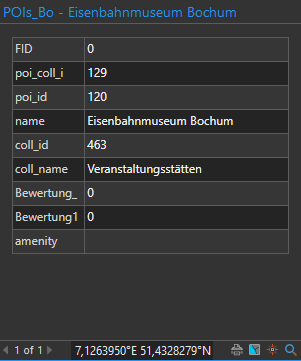 POIs_Bo - Eisenbahnmuseum Bochum
FID 0
poi_coll_i 129
poi_id 120
name Eisenbahnmuseum Bochum
coll_id 463
coll_name Veranstaltungsstätten
Bewertung_ 0
Bewertung1 0
amenity
1 of 1 7,1263950°E 51,4328279°N